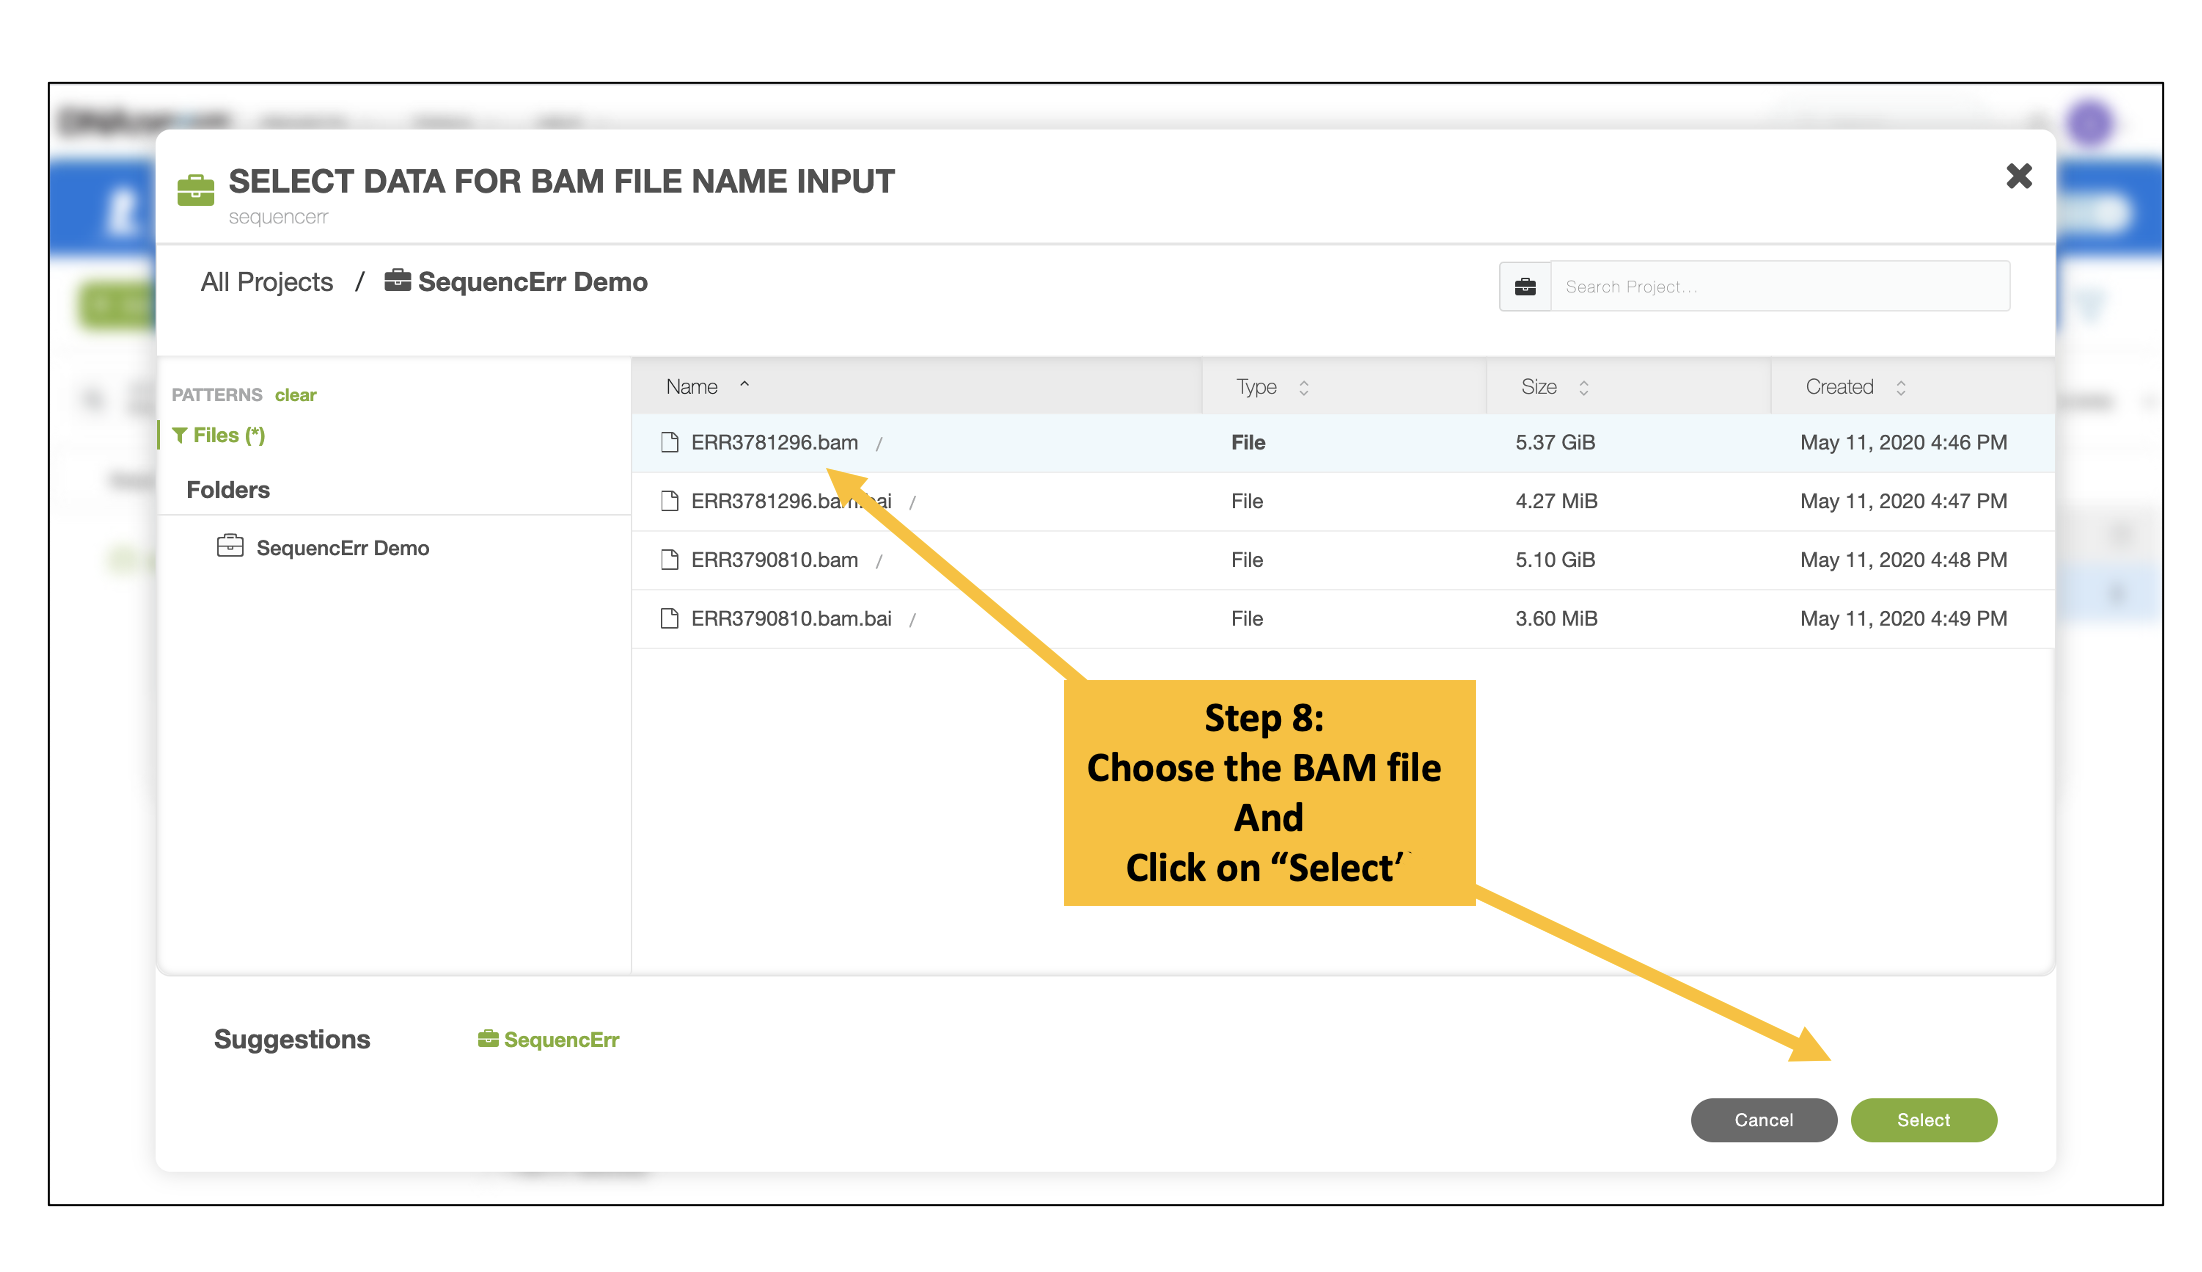 SELECT DATA FOR BAM FILE NAME INPUT
sequencerr
All Projects / SequencErr Demo
Search Project...
PATTERNS clear
Files (*)
Folders
SequencErr Demo
Name Type Size Created
ERR3781296.bam / File 5.37 GiB May 11, 2020 4:46 PM
ERR3781296.bam.bai / File 4.27 MiB May 11, 2020 4:47 PM
ERR3790810.bam / File 5.10 GiB May 11, 2020 4:48 PM
ERR3790810.bam.bai / File 3.60 MiB May 11, 2020 4:49 PM
Step 8:
Choose the BAM file
And
Click on “Select’
Suggestions SequencErr
Cancel Select